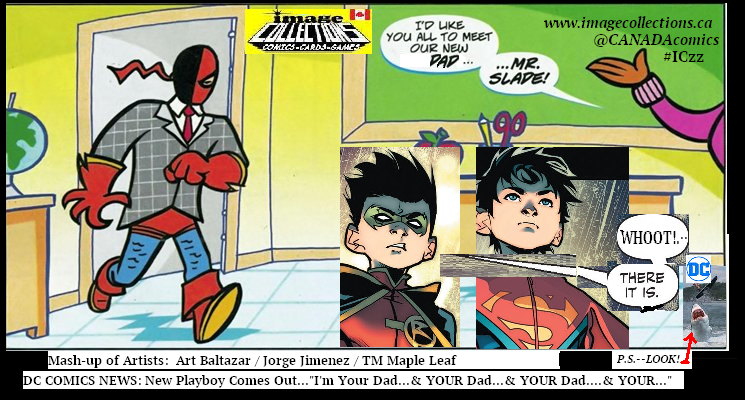 image
COLLECTIONS
COMICS-CARDS-GAMES
www.imagecollections.ca
@CANADAcomics
#ICzz
I'D LIKE
YOU ALL TO MEET
OUR NEW
DAD ...
...MR.
SLADE!
WHOOT!...
THERE
IT IS.
DC
Mash-up of Artists: Art Baltazar / Jorge Jimenez / TM Maple Leaf
P.S.--LOOK!
DC COMICS NEWS: New Playboy Comes Out..."I'm Your Dad...& YOUR Dad...& YOUR Dad....& YOUR..."